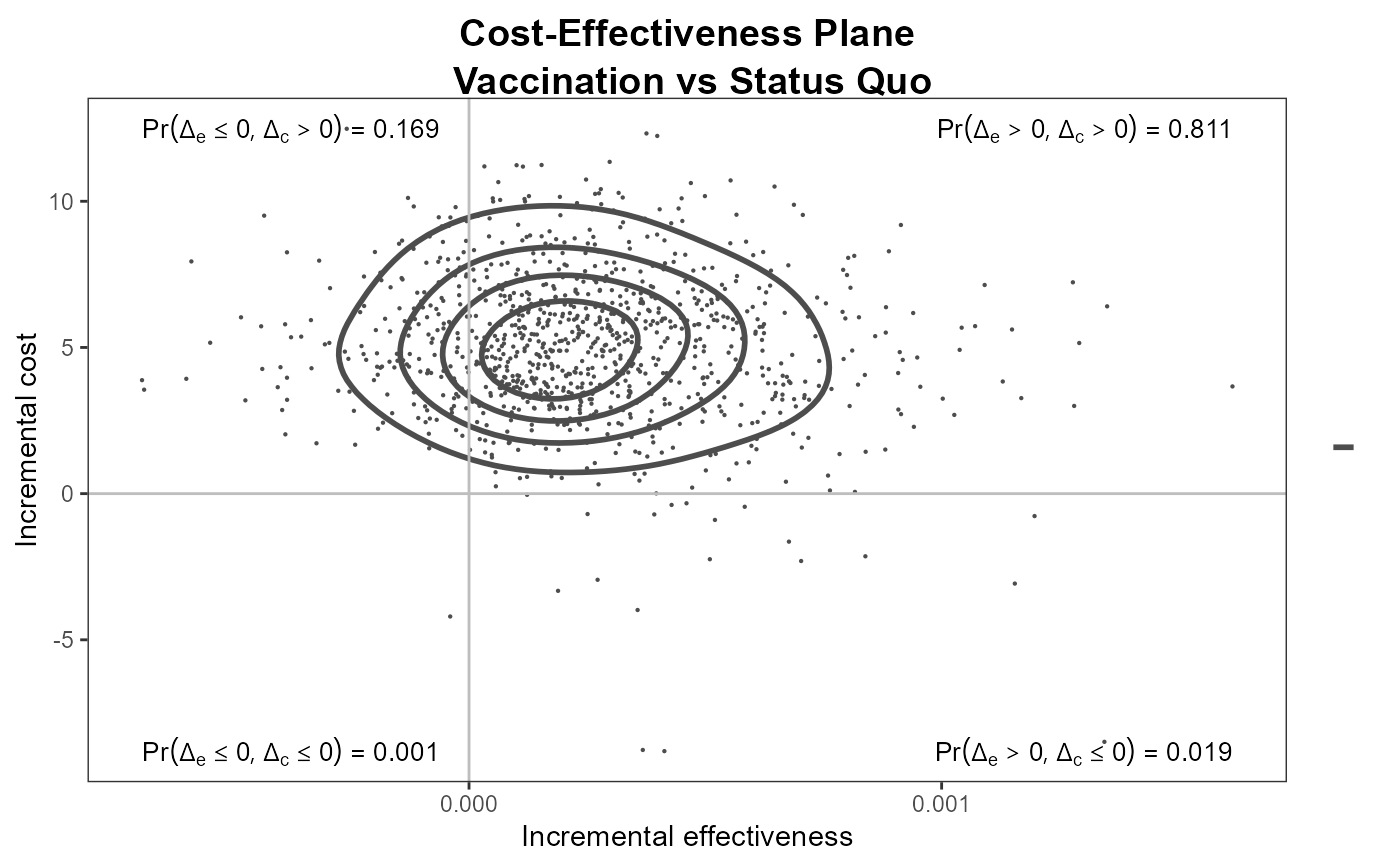 Cost-Effectiveness Plane
Vaccination vs Status Quo
Pr(Δe ≤ 0, Δc > 0) = 0.169
Pr(Δe > 0, Δc > 0) = 0.811
10
5
0
-5
Incremental cost
Pr(Δe ≤ 0, Δc ≤ 0) = 0.001
Pr(Δe > 0, Δc ≤ 0) = 0.019
0.000
0.001
Incremental effectiveness